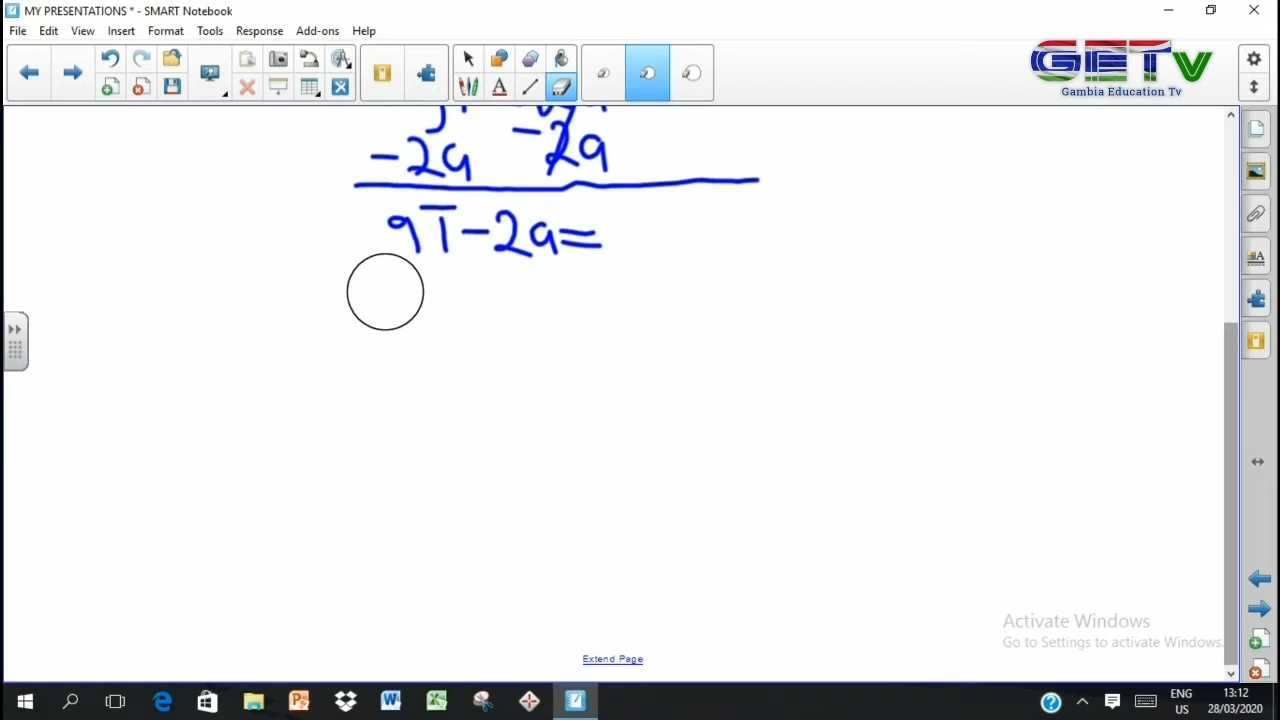 MY PRESENTATIONS * - SMART Notebook
File Edit View Insert Format Tools Response Add-ons Help
GETv
Gambia Education Tv
- 2a - 2a
- 2a =
Activate Windows
Go to Settings to activate Windows.
Extend Page
ENG
US
13:12
28/03/2020